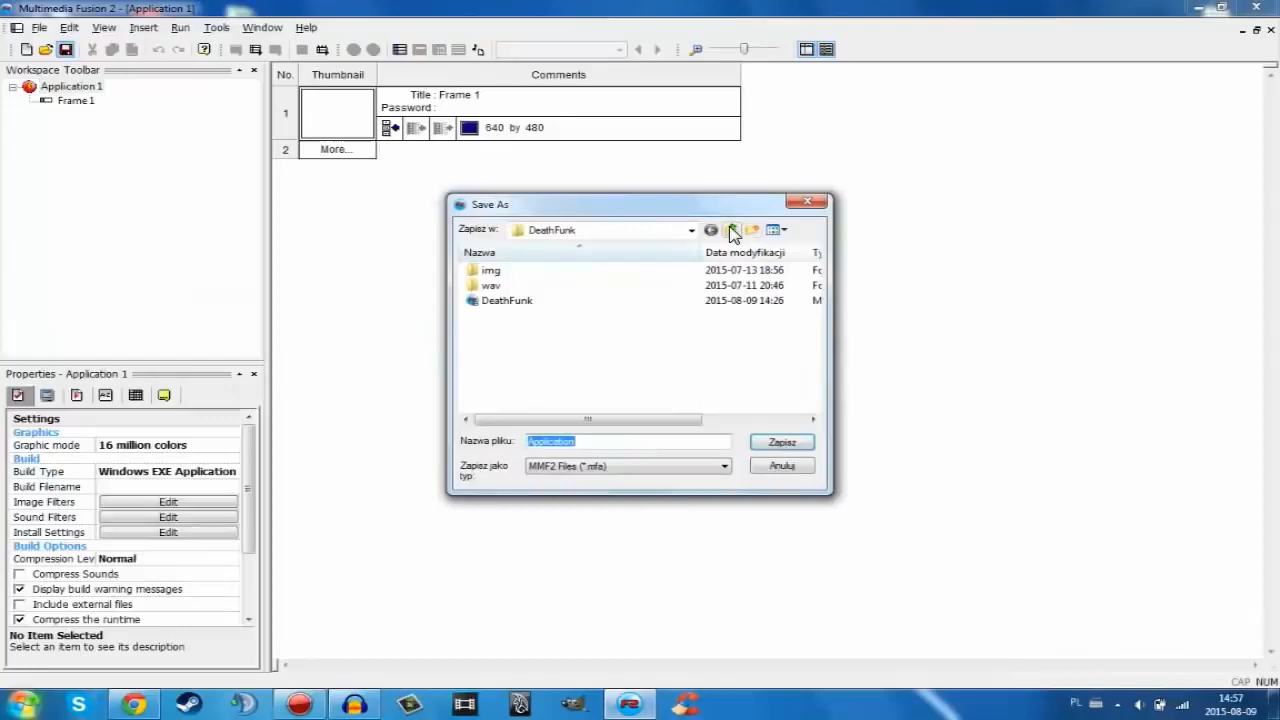 Multimedia Fusion 2 - [Application 1]
File Edit View Insert Run Tools Window Help
Workspace Toolbar
Application 1
Frame 1
No. Thumbnail Comments
1
Title : Frame 1
Password :
640 by 480
2 More...
Save As
Zapisz w: DeathFunk
Nazwa Data modyfikacji Ty
img 2015-07-13 18:56 Fo
wav 2015-07-11 20:46 Fo
DeathFunk 2015-08-09 14:26 M
Nazwa pliku: Application Zapisz
Zapisz jako typ: MMF2 Files (*.mfa) Anuluj
Properties - Application 1
Settings
Graphics
Graphic mode 16 million colors
Build
Build Type Windows EXE Application
Build Filename
Image Filters Edit
Sound Filters Edit
Install Settings Edit
Build Options
Compression Lev Normal
Compress Sounds
Display build warning messages
Include external files
Compress the runtime
No Item Selected
Select an item to see its description
CAP NUM
PL 14:57
2015-08-09